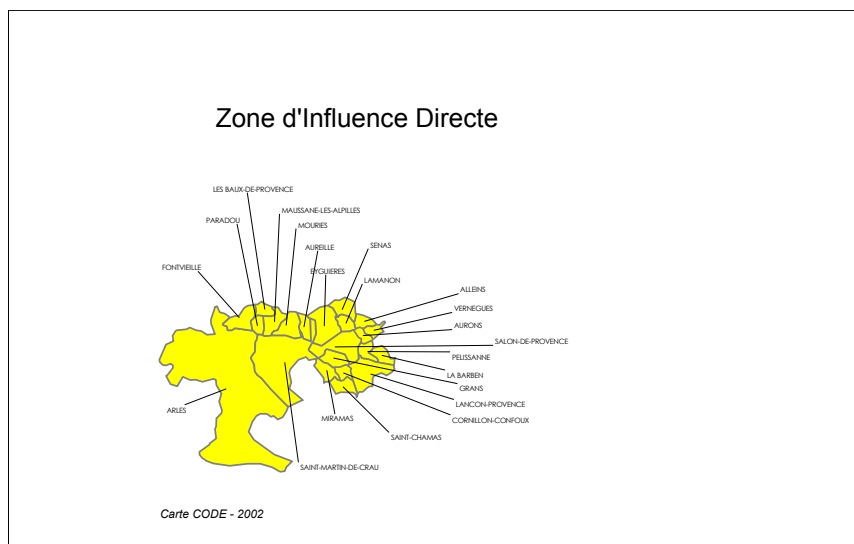 Zone d'Influence Directe
LES BAUX-DE-PROVENCE
MAUSSANE-LES-ALPILLES
PARADOU
MOURIES
AUREILLE
SENAS
FONTVIEILLE
EYGUIERES
LAMANON
ALLEINS
VERNEGUES
AURONS
SALON-DE-PROVENCE
PELISSANNE
LA BARBEN
GRANS
LANCON-PROVENCE
ARLES
MIRAMAS
CORNILLON-CONFOUX
SAINT-CHAMAS
SAINT-MARTIN-DE-CRAU
Carte CODE - 2002